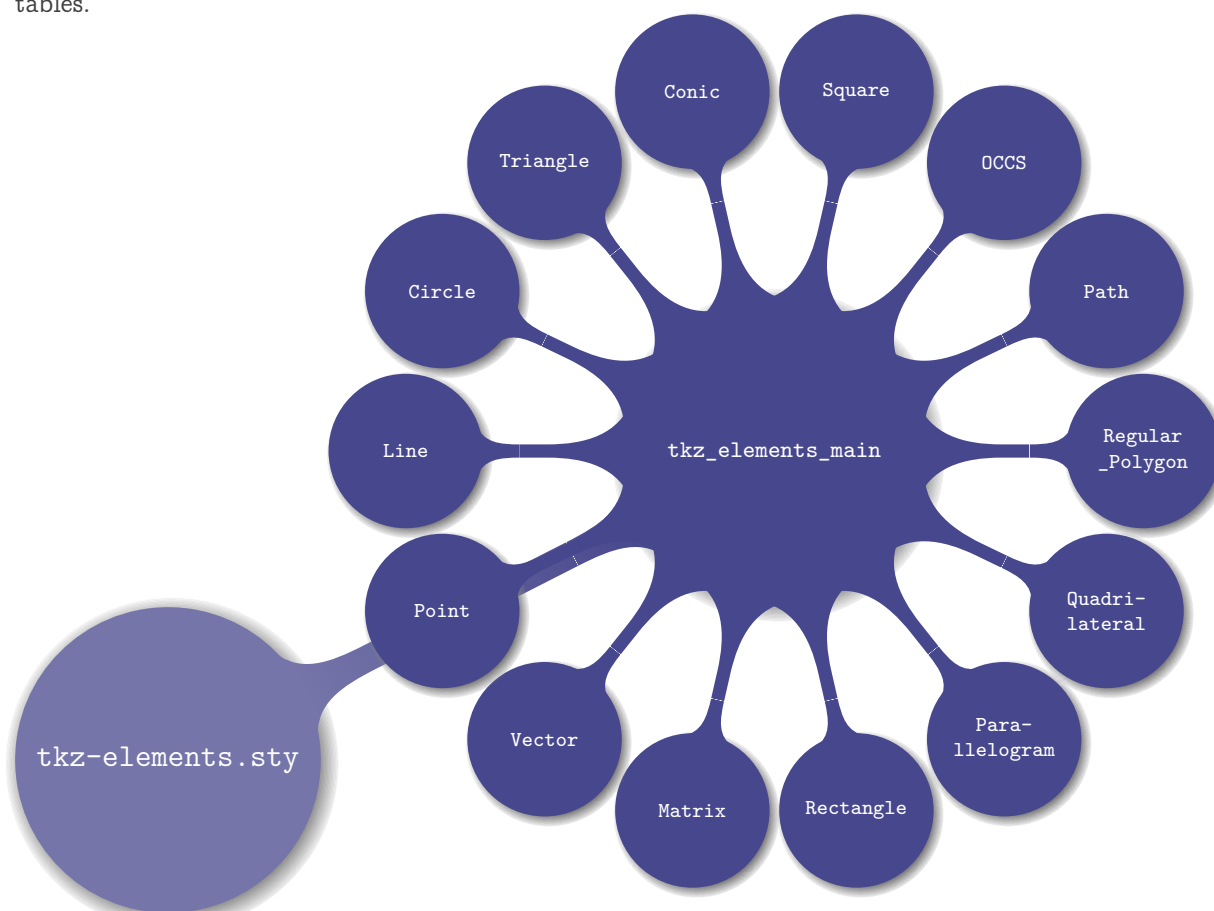 tables.
Conic
Square
Triangle
OCCS
Circle
Path
tkz_elements_main
Line
Regular
_Polygon
Point
Quadri-
lateral
Vector
Para-
llelogram
tkz-elements.sty
Matrix
Rectangle